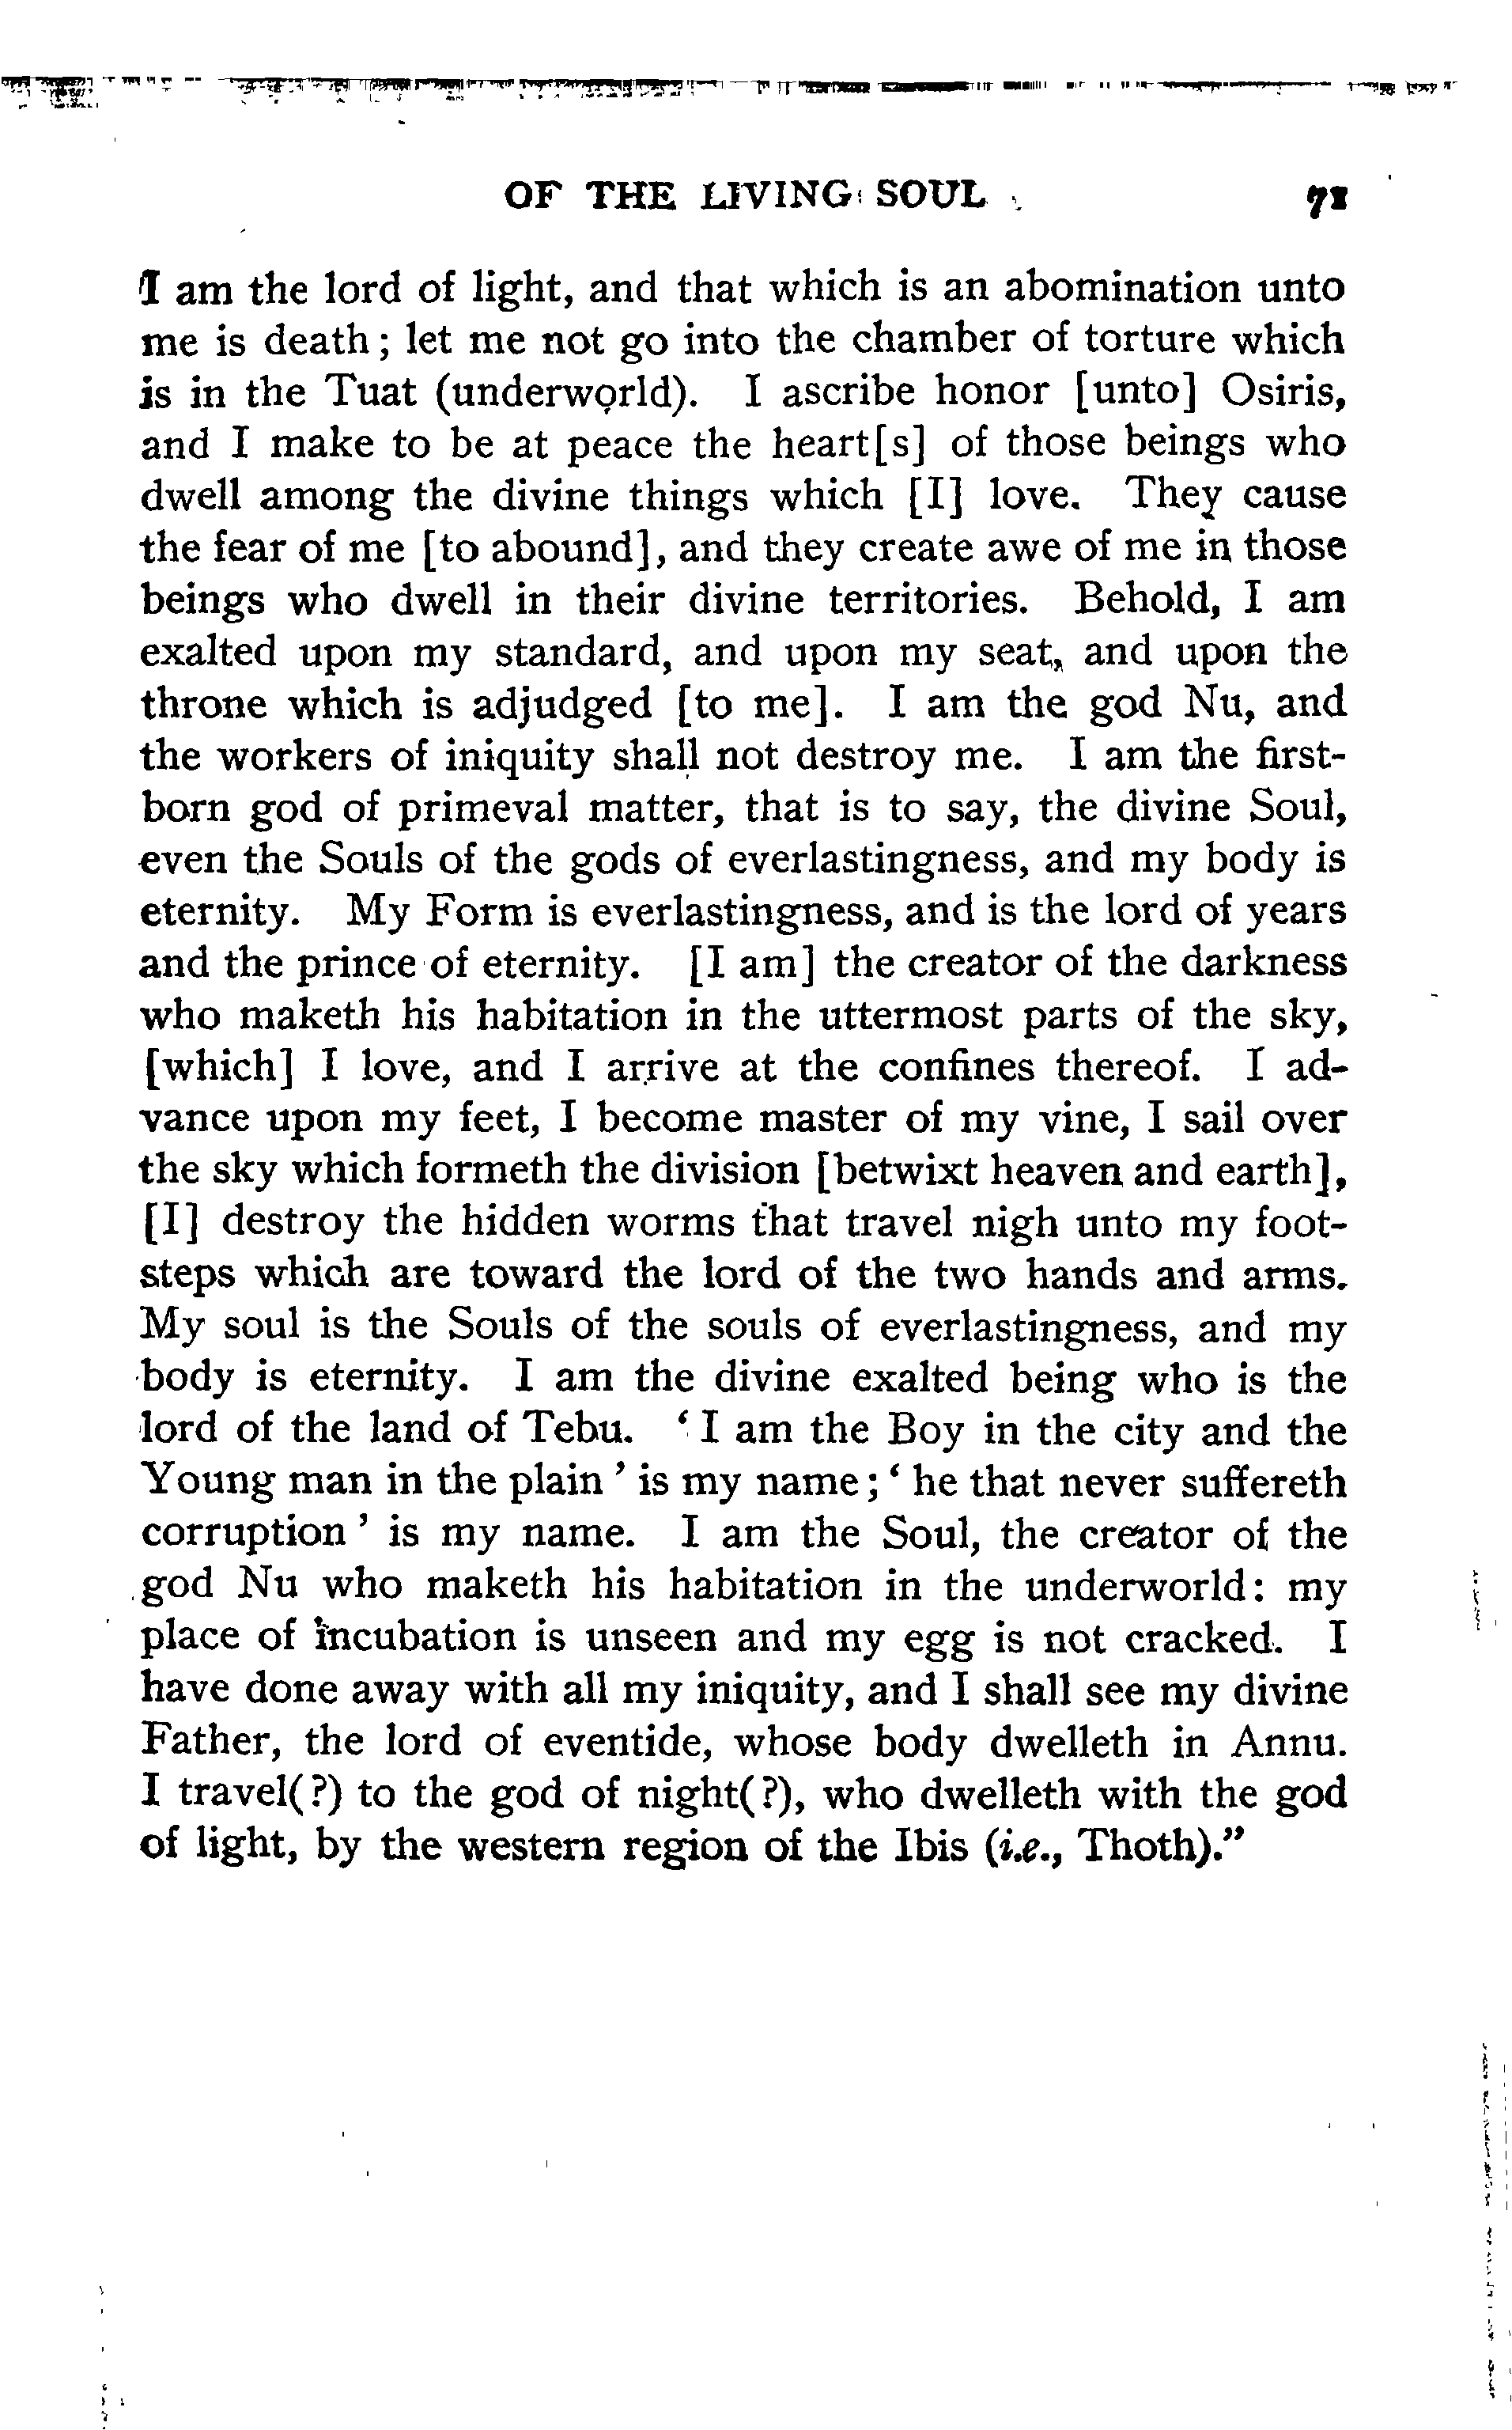 OF THE LIVING SOUL 71
I am the lord of light, and that which is an abomination unto
me is death; let me not go into the chamber of torture which
is in the Tuat (underworld). I ascribe honor [unto] Osiris,
and I make to be at peace the heart[s] of those beings who
dwell among the divine things which [I] love. They cause
the fear of me [to abound], and they create awe of me in those
beings who dwell in their divine territories. Behold, I am
exalted upon my standard, and upon my seat, and upon the
throne which is adjudged [to me]. I am the god Nu, and
the workers of iniquity shall not destroy me. I am the first-
born god of primeval matter, that is to say, the divine Soul,
even the Souls of the gods of everlastingness, and my body is
eternity. My Form is everlastingness, and is the lord of years
and the prince of eternity. [I am] the creator of the darkness
who maketh his habitation in the uttermost parts of the sky,
[which] I love, and I arrive at the confines thereof. I ad-
vance upon my feet, I become master of my vine, I sail over
the sky which formeth the division [betwixt heaven and earth],
[I] destroy the hidden worms that travel nigh unto my foot-
steps which are toward the lord of the two hands and arms.
My soul is the Souls of the souls of everlastingness, and my
body is eternity. I am the divine exalted being who is the
lord of the land of Tebu. ‘I am the Boy in the city and the
Young man in the plain’ is my name; ‘he that never suffereth
corruption’ is my name. I am the Soul, the creator of the
god Nu who maketh his habitation in the underworld: my
place of incubation is unseen and my egg is not cracked. I
have done away with all my iniquity, and I shall see my divine
Father, the lord of eventide, whose body dwelleth in Annu.
I travel(?) to the god of night(?), who dwelleth with the god
of light, by the western region of the Ibis (i.e., Thoth).”